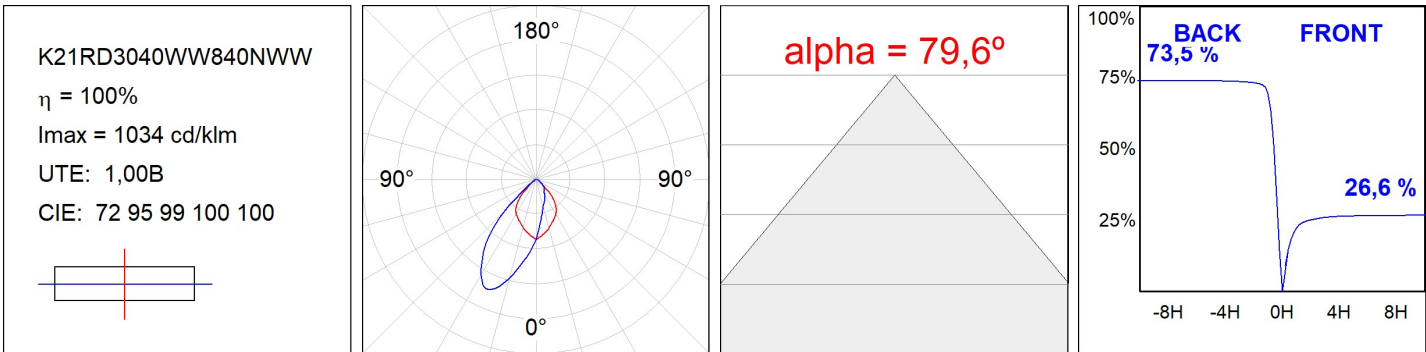 K21RD3040WW840NWW
η = 100%
Imax = 1034 cd/klm
UTE: 1,00B
CIE: 72 95 99 100 100
180°
90°
90°
0°
alpha = 79,6º
100%
BACK
FRONT
73,5 %
75%
50%
26,6 %
25%
-8H
-4H
0H
4H
8H